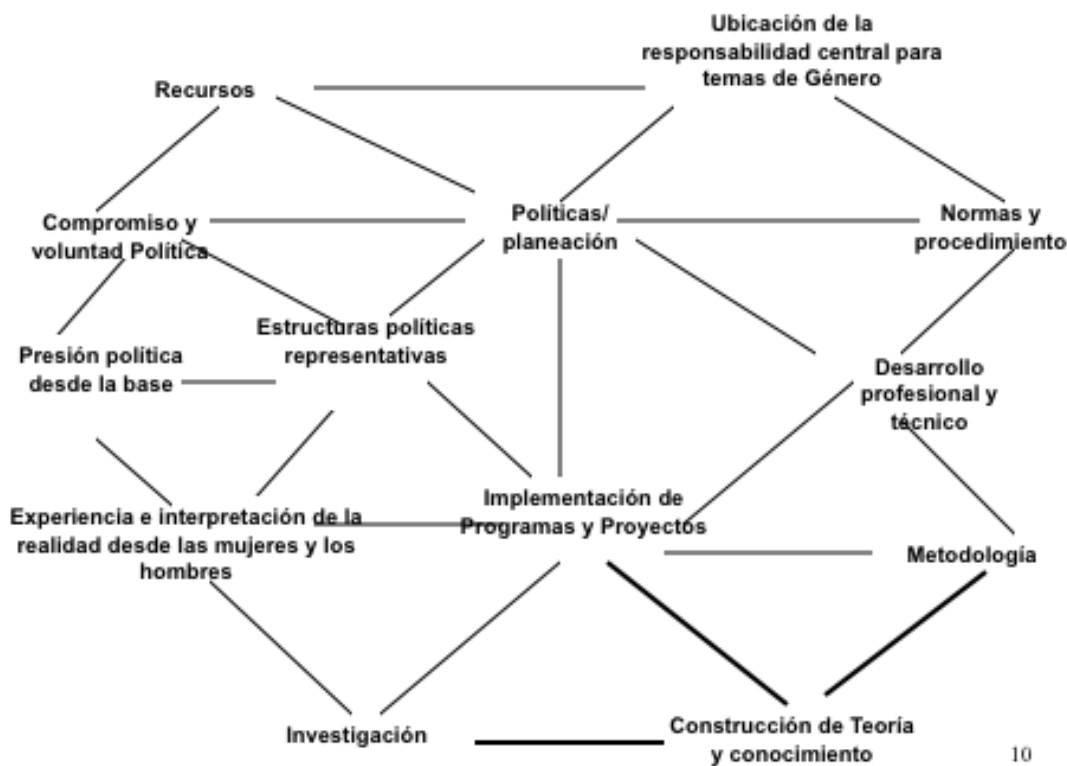 Ubicación de la
responsabilidad central para
temas de Género
Recursos
Compromiso y
voluntad Política
Políticas/
planeación
Normas y
procedimiento
Estructuras políticas
representativas
Presión política
desde la base
Desarrollo
profesional y
técnico
Experiencia e interpretación de la
realidad desde las mujeres y los
hombres
Implementación de
Programas y Proyectos
Metodología
Investigación
Construcción de Teoría
y conocimiento
10